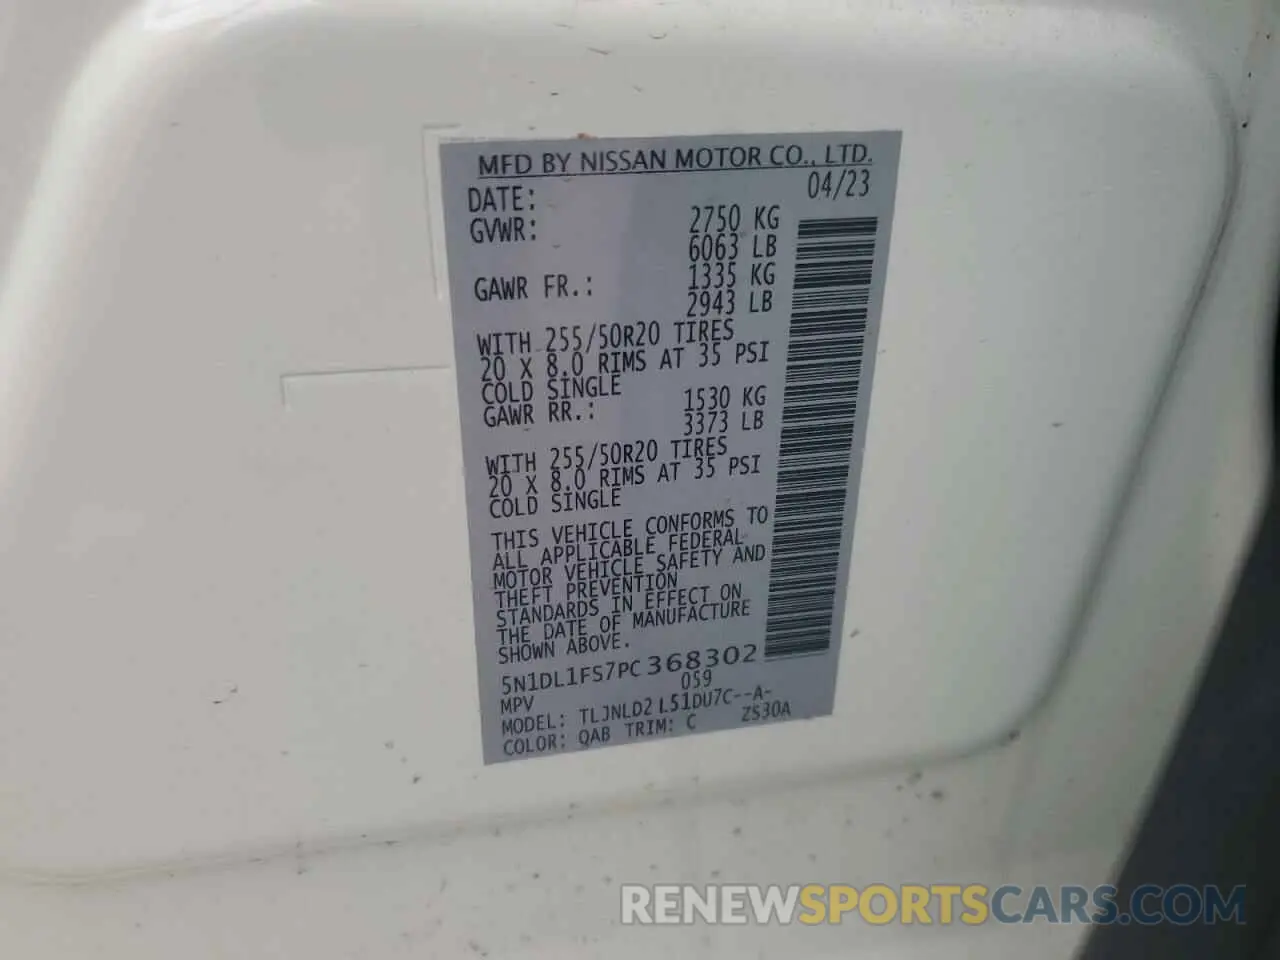 MFD BY NISSAN MOTOR CO., LTD.
DATE: 04/23
GVWR: 2750 KG
6063 LB
GAWR FR.: 1335 KG
2943 LB
WITH 255/50R20 TIRES
20 X 8.0 RIMS AT 35 PSI
COLD SINGLE
GAWR RR.: 1530 KG
3373 LB
WITH 255/50R20 TIRES
20 X 8.0 RIMS AT 35 PSI
COLD SINGLE
THIS VEHICLE CONFORMS TO
ALL APPLICABLE FEDERAL
MOTOR VEHICLE SAFETY AND
THEFT PREVENTION
STANDARDS IN EFFECT ON
THE DATE OF MANUFACTURE
SHOWN ABOVE.
5N1DL1FS7PC368302
MPV 059
MODEL: TLJNLD2 L51DU7C--A-
COLOR: QAB TRIM: C ZS30A
RENEWSPORTSCARS.COM